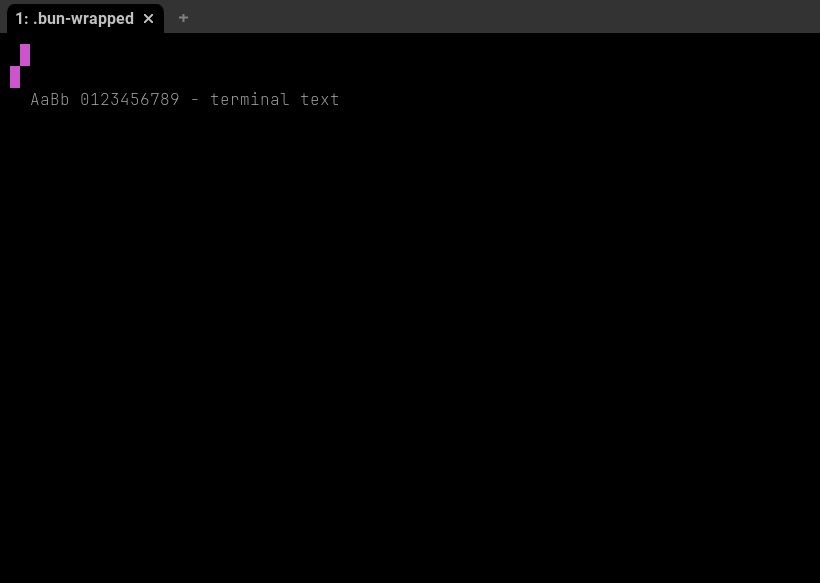 1: .bun-wrapped ✕ +
AaBb 0123456789 - terminal text